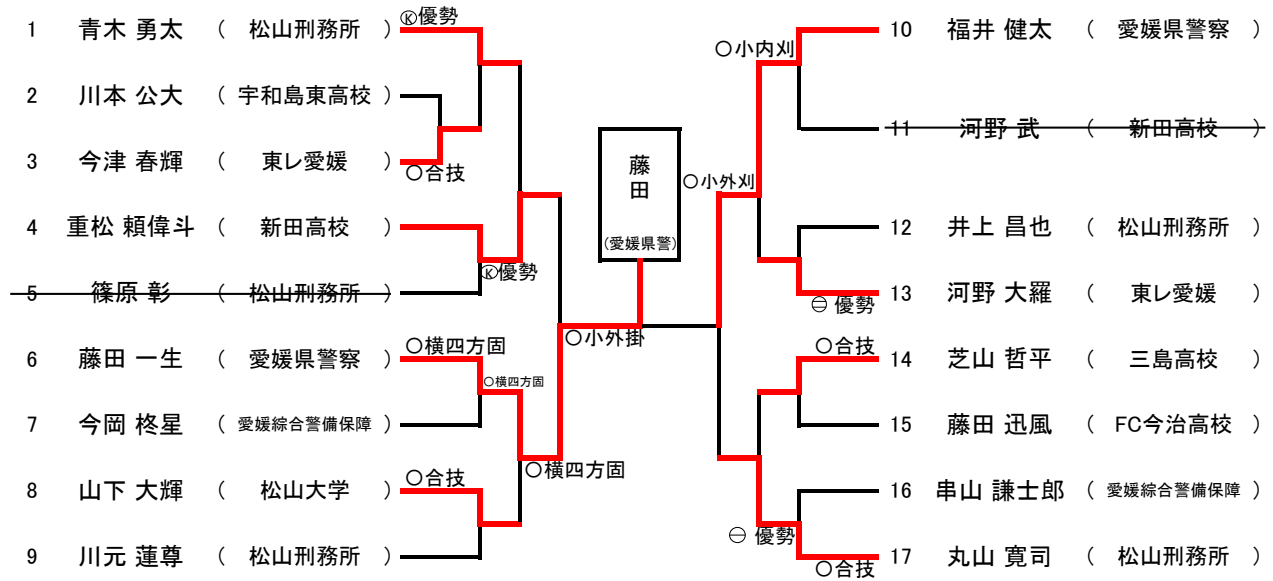 Ⓚ優勢
1 青木 勇太 ( 松山刑務所 )
2 川本 公大 ( 宇和島東高校 )
3 今津 春輝 ( 東レ愛媛 )
〇合技
4 重松 頼偉斗 ( 新田高校 )
Ⓚ優勢
5 篠原 彰 ( 松山刑務所 )
〇横四方固
6 藤田 一生 ( 愛媛県警察 )
〇横四方固
7 今岡 柊星 ( 愛媛綜合警備保障 )
〇横四方固
〇合技
8 山下 大輝 ( 松山大学 )
9 川元 蓮尊 ( 松山刑務所 )
藤田
(愛媛県警)
〇小外掛
10 福井 健太 ( 愛媛県警察 )
〇小内刈
11 河野 武 ( 新田高校 )
〇小外刈
12 井上 昌也 ( 松山刑務所 )
13 河野 大羅 ( 東レ愛媛 )
㊀ 優勢
〇合技
14 芝山 哲平 ( 三島高校 )
15 藤田 迅風 ( FC今治高校 )
16 串山 謙士郎 ( 愛媛綜合警備保障 )
㊀ 優勢
17 丸山 寛司 ( 松山刑務所 )
〇合技